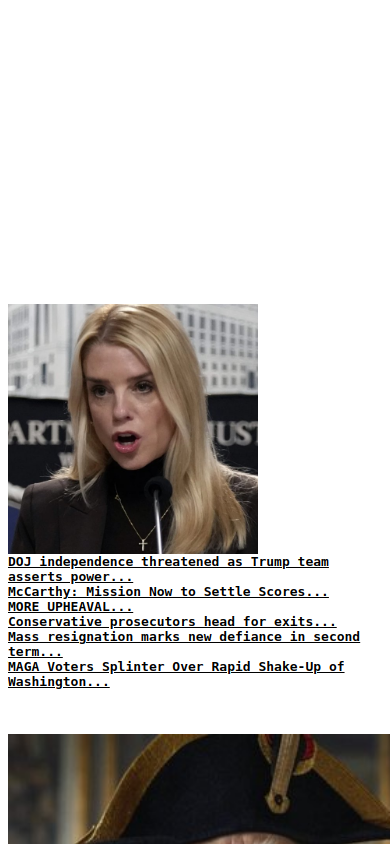 ARTM
JUST
W
DOJ independence threatened as Trump team
asserts power...
McCarthy: Mission Now to Settle Scores...
MORE UPHEAVAL...
Conservative prosecutors head for exits...
Mass resignation marks new defiance in second
term...
MAGA Voters Splinter Over Rapid Shake-Up of
Washington...